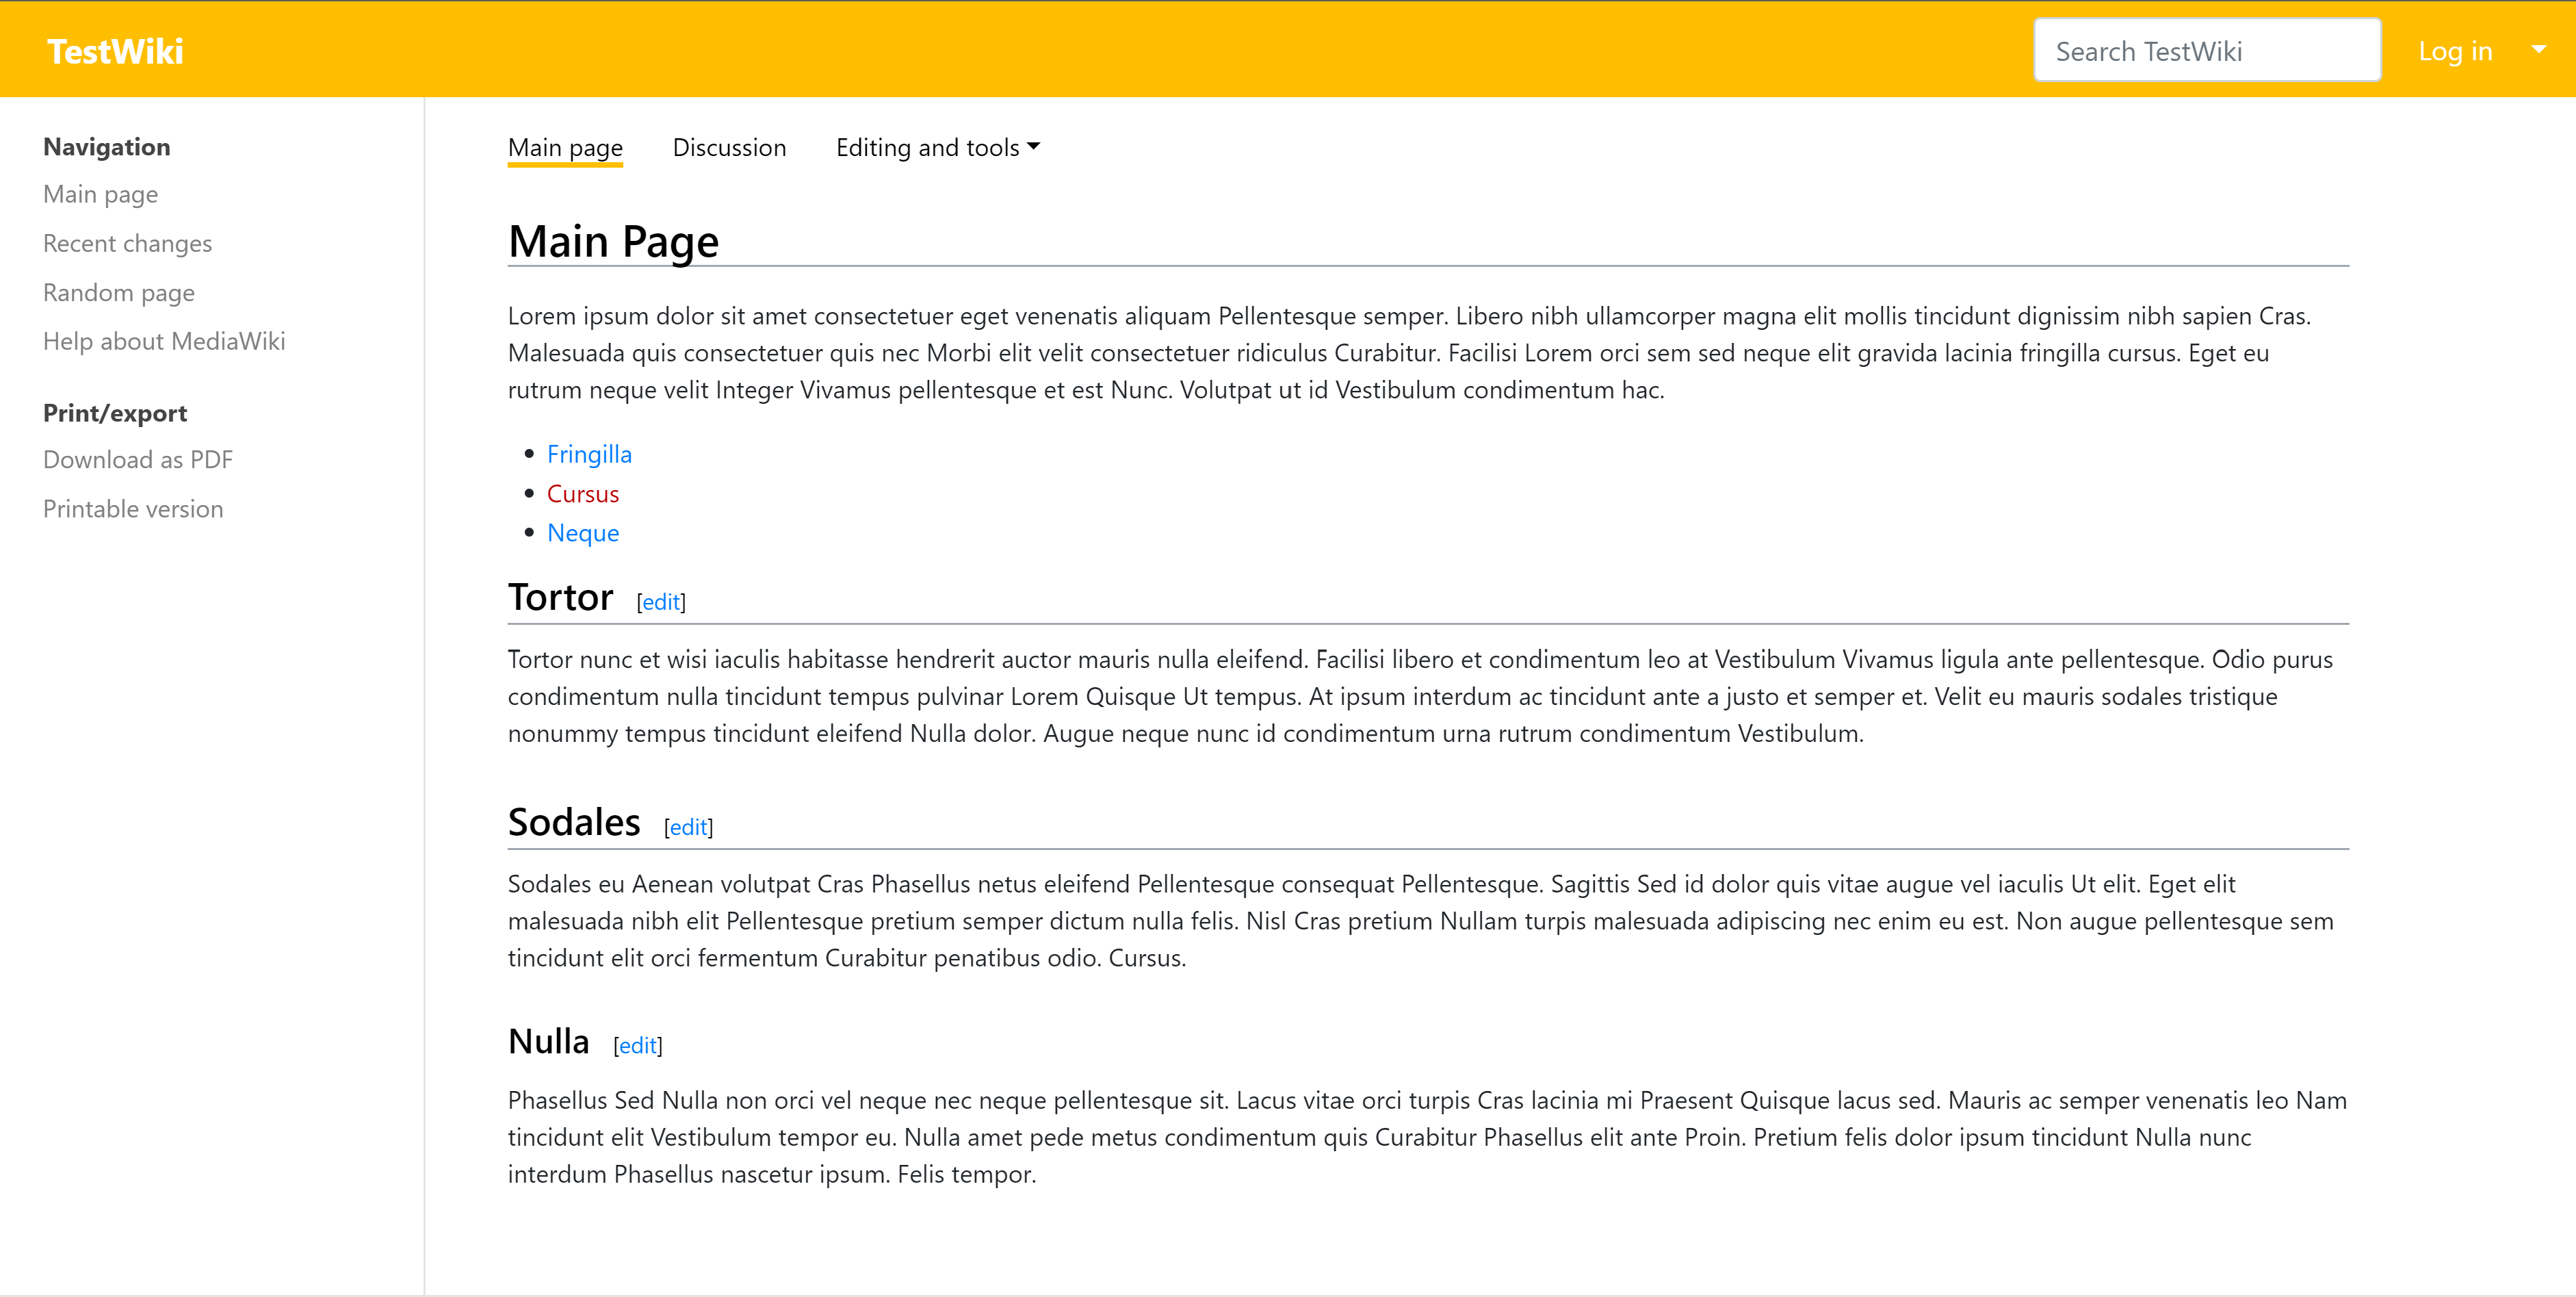 TestWiki
Search TestWiki
Log in
Navigation
Main page
Recent changes
Random page
Help about MediaWiki
Print/export
Download as PDF
Printable version
Main page
Discussion
Editing and tools
Main Page
Lorem ipsum dolor sit amet consectetuer eget venenatis aliquam Pellentesque semper. Libero nibh ullamcorper magna elit mollis tincidunt dignissim nibh sapien Cras.
Malesuada quis consectetuer quis nec Morbi elit velit consectetuer ridiculus Curabitur. Facilisi Lorem orci sem sed neque elit gravida lacinia fringilla cursus. Eget eu
rutrum neque velit Integer Vivamus pellentesque et est Nunc. Volutpat ut id Vestibulum condimentum hac.
Fringilla
Cursus
Neque
Tortor [edit]
Tortor nunc et wisi iaculis habitasse hendrerit auctor mauris nulla eleifend. Facilisi libero et condimentum leo at Vestibulum Vivamus ligula ante pellentesque. Odio purus
condimentum nulla tincidunt tempus pulvinar Lorem Quisque Ut tempus. At ipsum interdum ac tincidunt ante a justo et semper et. Velit eu mauris sodales tristique
nonummy tempus tincidunt eleifend Nulla dolor. Augue neque nunc id condimentum urna rutrum condimentum Vestibulum.
Sodales [edit]
Sodales eu Aenean volutpat Cras Phasellus netus eleifend Pellentesque consequat Pellentesque. Sagittis Sed id dolor quis vitae augue vel iaculis Ut elit. Eget elit
malesuada nibh elit Pellentesque pretium semper dictum nulla felis. Nisl Cras pretium Nullam turpis malesuada adipiscing nec enim eu est. Non augue pellentesque sem
tincidunt elit orci fermentum Curabitur penatibus odio. Cursus.
Nulla [edit]
Phasellus Sed Nulla non orci vel neque nec neque pellentesque sit. Lacus vitae orci turpis Cras lacinia mi Praesent Quisque lacus sed. Mauris ac semper venenatis leo Nam
tincidunt elit Vestibulum tempor eu. Nulla amet pede metus condimentum quis Curabitur Phasellus elit ante Proin. Pretium felis dolor ipsum tincidunt Nulla nunc
interdum Phasellus nascetur ipsum. Felis tempor.